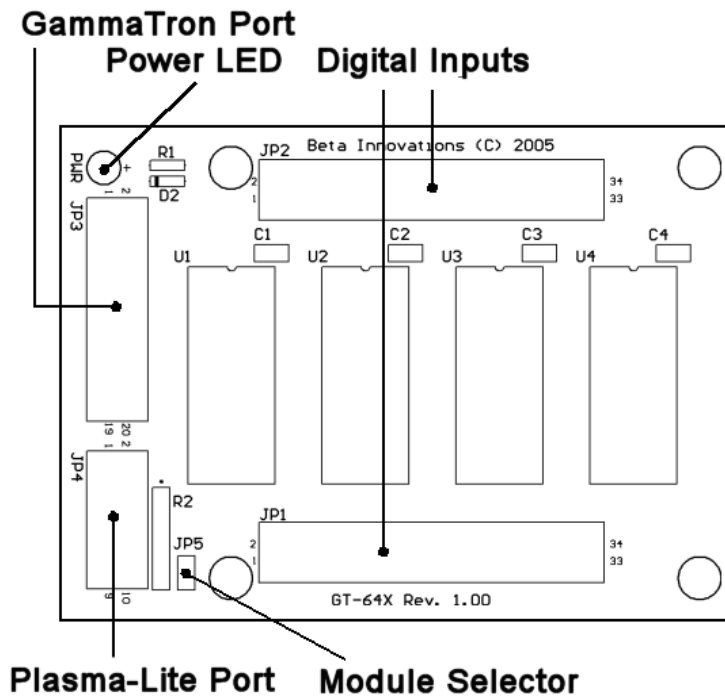 GammaTron Port
Power LED Digital Inputs
Beta Innovations (C) 2005
PWR
+
R1
D2
JP2
2
1
34
33
1 2
JP3
19 20
C1
C2
C3
C4
U1
U2
U3
U4
1 2
JP4
9 10
R2
JP5
JP1
2
1
34
33
GT-64X Rev. 1.00
Plasma-Lite Port Module Selector